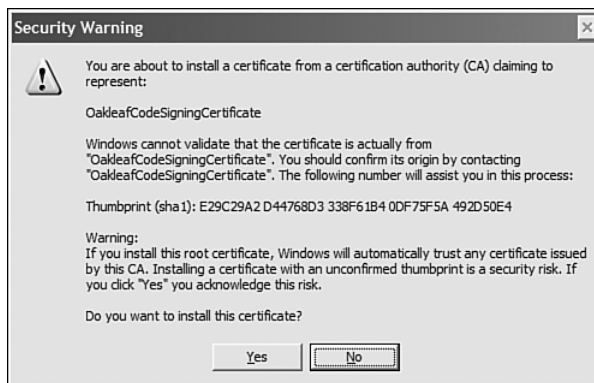 Security Warning
You are about to install a certificate from a certification authority (CA) claiming to
represent:
OakleafCodeSigningCertificate
Windows cannot validate that the certificate is actually from
"OakleafCodeSigningCertificate". You should confirm its origin by contacting
"OakleafCodeSigningCertificate". The following number will assist you in this process:
Thumbprint (sha1): E29C29A2 D44768D3 338F61B4 0DF75F5A 492D50E4
Warning:
If you install this root certificate, Windows will automatically trust any certificate issued
by this CA. Installing a certificate with an unconfirmed thumbprint is a security risk. If
you click "Yes" you acknowledge this risk.
Do you want to install this certificate?
Yes No